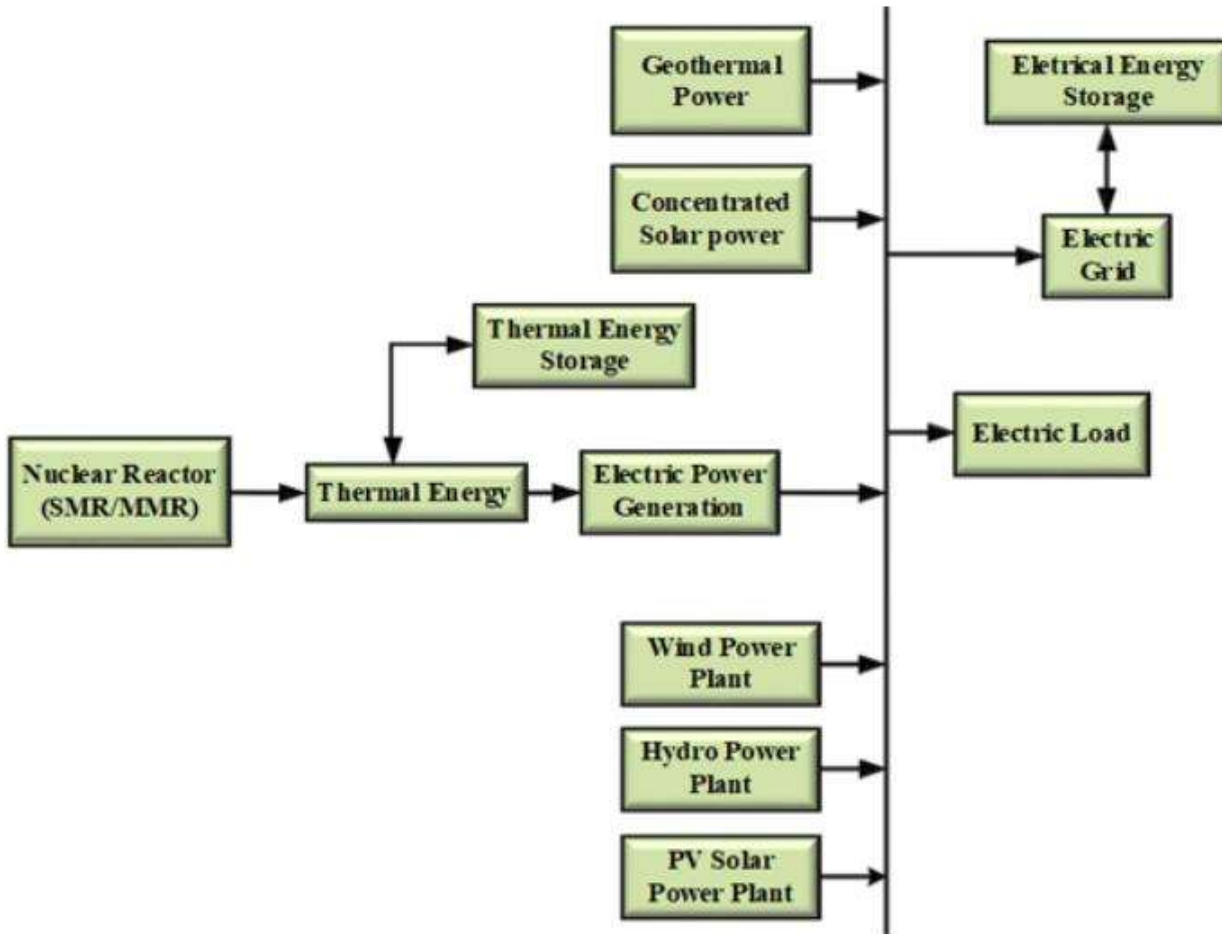 Geothermal
Power
Eletrical Energy
Storage
Concentrated
Solar power
Electric
Grid
Thermal Energy
Storage
Electric Load
Nuclear Reactor
(SMR/MMR)
Thermal Energy
Electric Power
Generation
Wind Power
Plant
Hydro Power
Plant
PV Solar
Power Plant